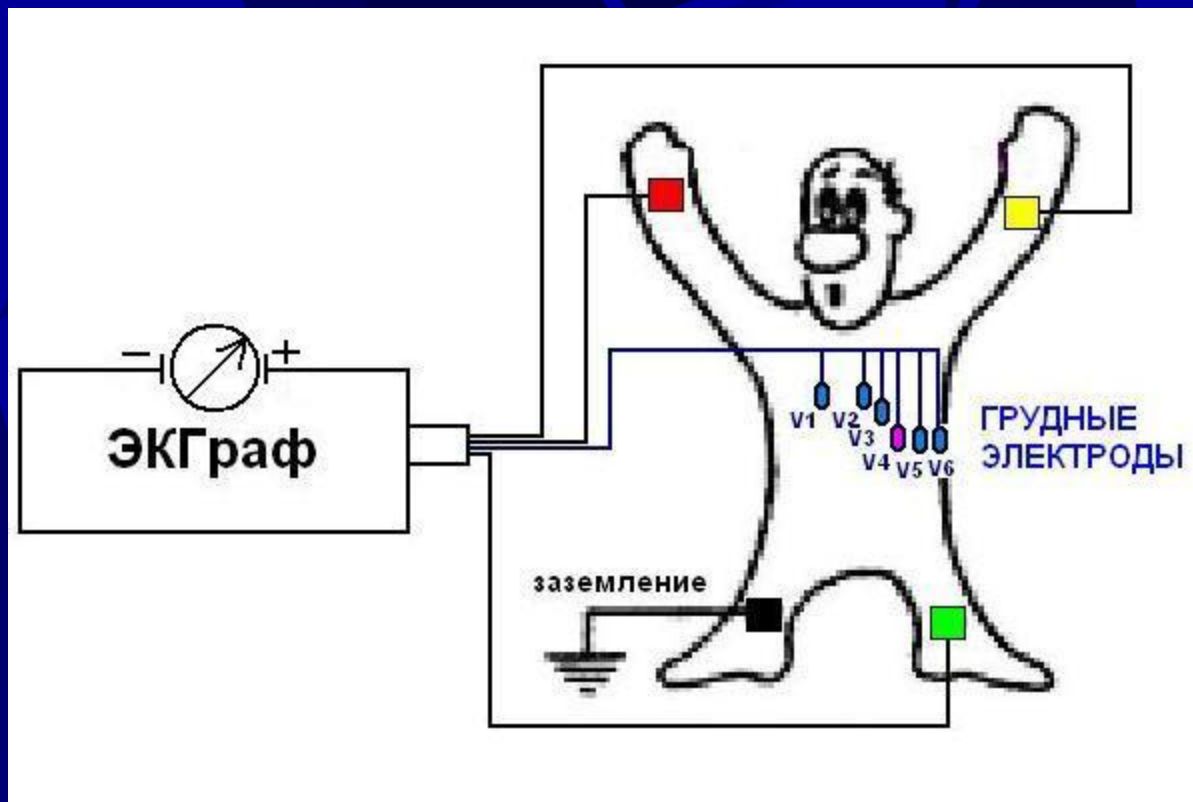 − +
ЭКГраф
V1
V2
V3
V4
V5
V6
ГРУДНЫЕ
ЭЛЕКТРОДЫ
заземление